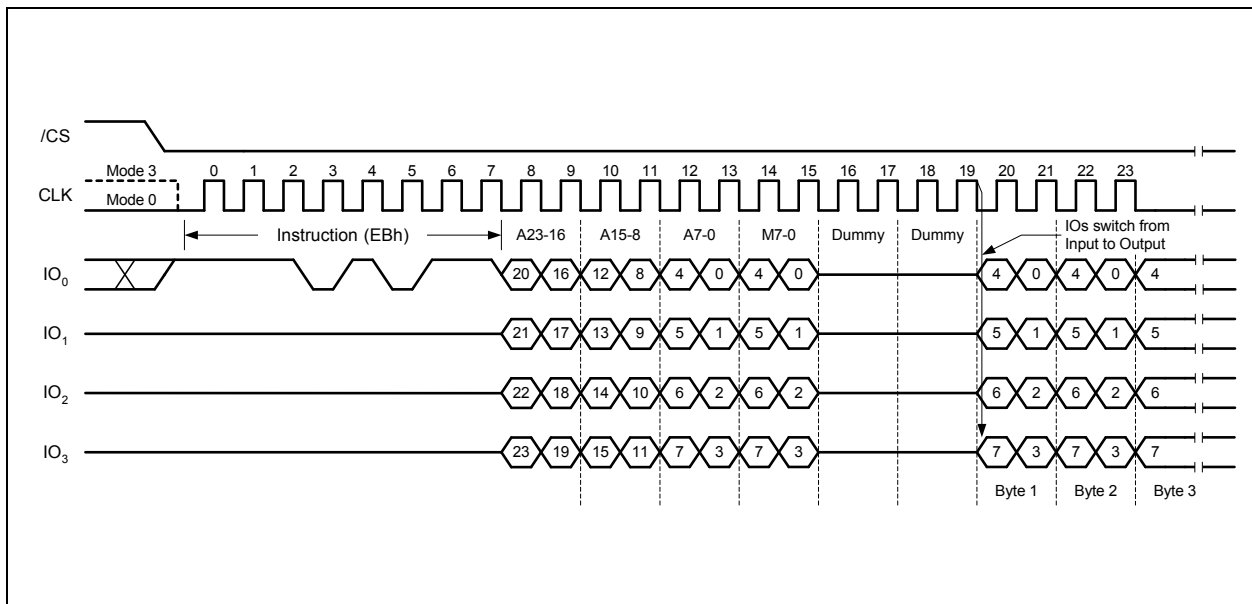 /CS
Mode 3 0 1 2 3 4 5 6 7 8 9 10 11 12 13 14 15 16 17 18 19 20 21 22 23
CLK Mode 0
Instruction (EBh) A23-16 A15-8 A7-0 M7-0 Dummy Dummy IOs switch from
Input to Output
IO0 20 16 12 8 4 0 4 0 4 0 4 0 4
IO1 21 17 13 9 5 1 5 1 5 1 5 1 5
IO2 22 18 14 10 6 2 6 2 6 2 6 2 6
IO3 23 19 15 11 7 3 7 3 7 3 7 3 7
Byte 1 Byte 2 Byte 3